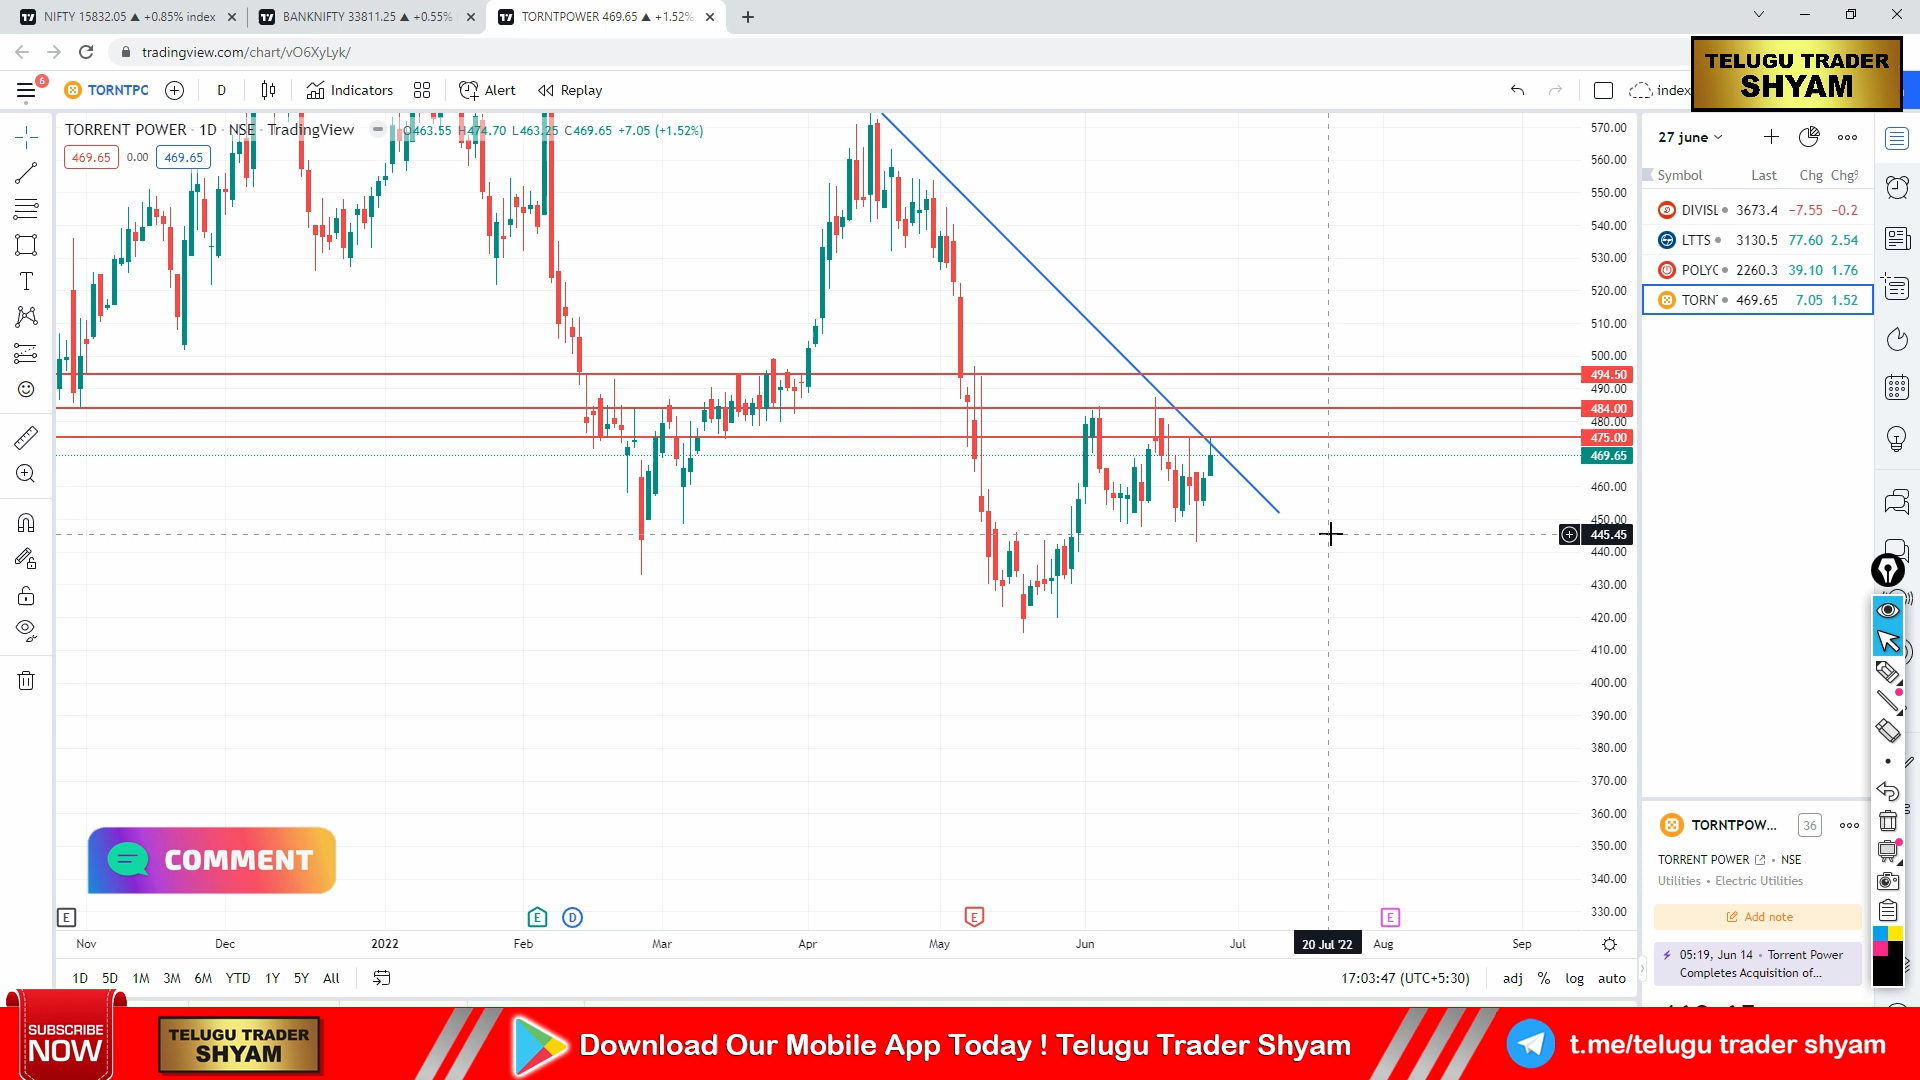 NIFTY 15832.05 ▲ +0.85% index
BANKNIFTY 33811.25 ▲ +0.55%
TORNTPOWER 469.65 ▲ +1.52%
tradingview.com/chart/vO6XyLyk/
TELUGU TRADER
SHYAM
6
TORNTPC
D
Indicators
Alert
Replay
index
TORRENT POWER · 1D · NSE · TradingView
O463.55 H474.70 L463.25 C469.65 +7.05 (+1.52%)
469.65
0.00
469.65
570.00
560.00
550.00
540.00
530.00
520.00
510.00
500.00
494.50
490.00
484.00
480.00
475.00
469.65
460.00
450.00
445.45
440.00
430.00
420.00
410.00
400.00
390.00
380.00
370.00
360.00
350.00
340.00
330.00
27 june
Symbol Last Chg Chg%
DIVISL 3673.4 −7.55 −0.2
LTTS 3130.5 77.60 2.54
POLYC 2260.3 39.10 1.76
TORN 469.65 7.05 1.52
COMMENT
E
E
D
E
E
Nov Dec 2022 Feb Mar Apr May Jun Jul 20 Jul '22 Aug Sep
1D 5D 1M 3M 6M YTD 1Y 5Y All
17:03:47 (UTC+5:30)
adj % log auto
TORNTPOW...
36
TORRENT POWER • NSE
Utilities • Electric Utilities
Add note
05:19, Jun 14 • Torrent Power
Completes Acquisition of...
SUBSCRIBE
NOW
TELUGU TRADER
SHYAM
Download Our Mobile App Today ! Telugu Trader Shyam
t.me/telugu trader shyam